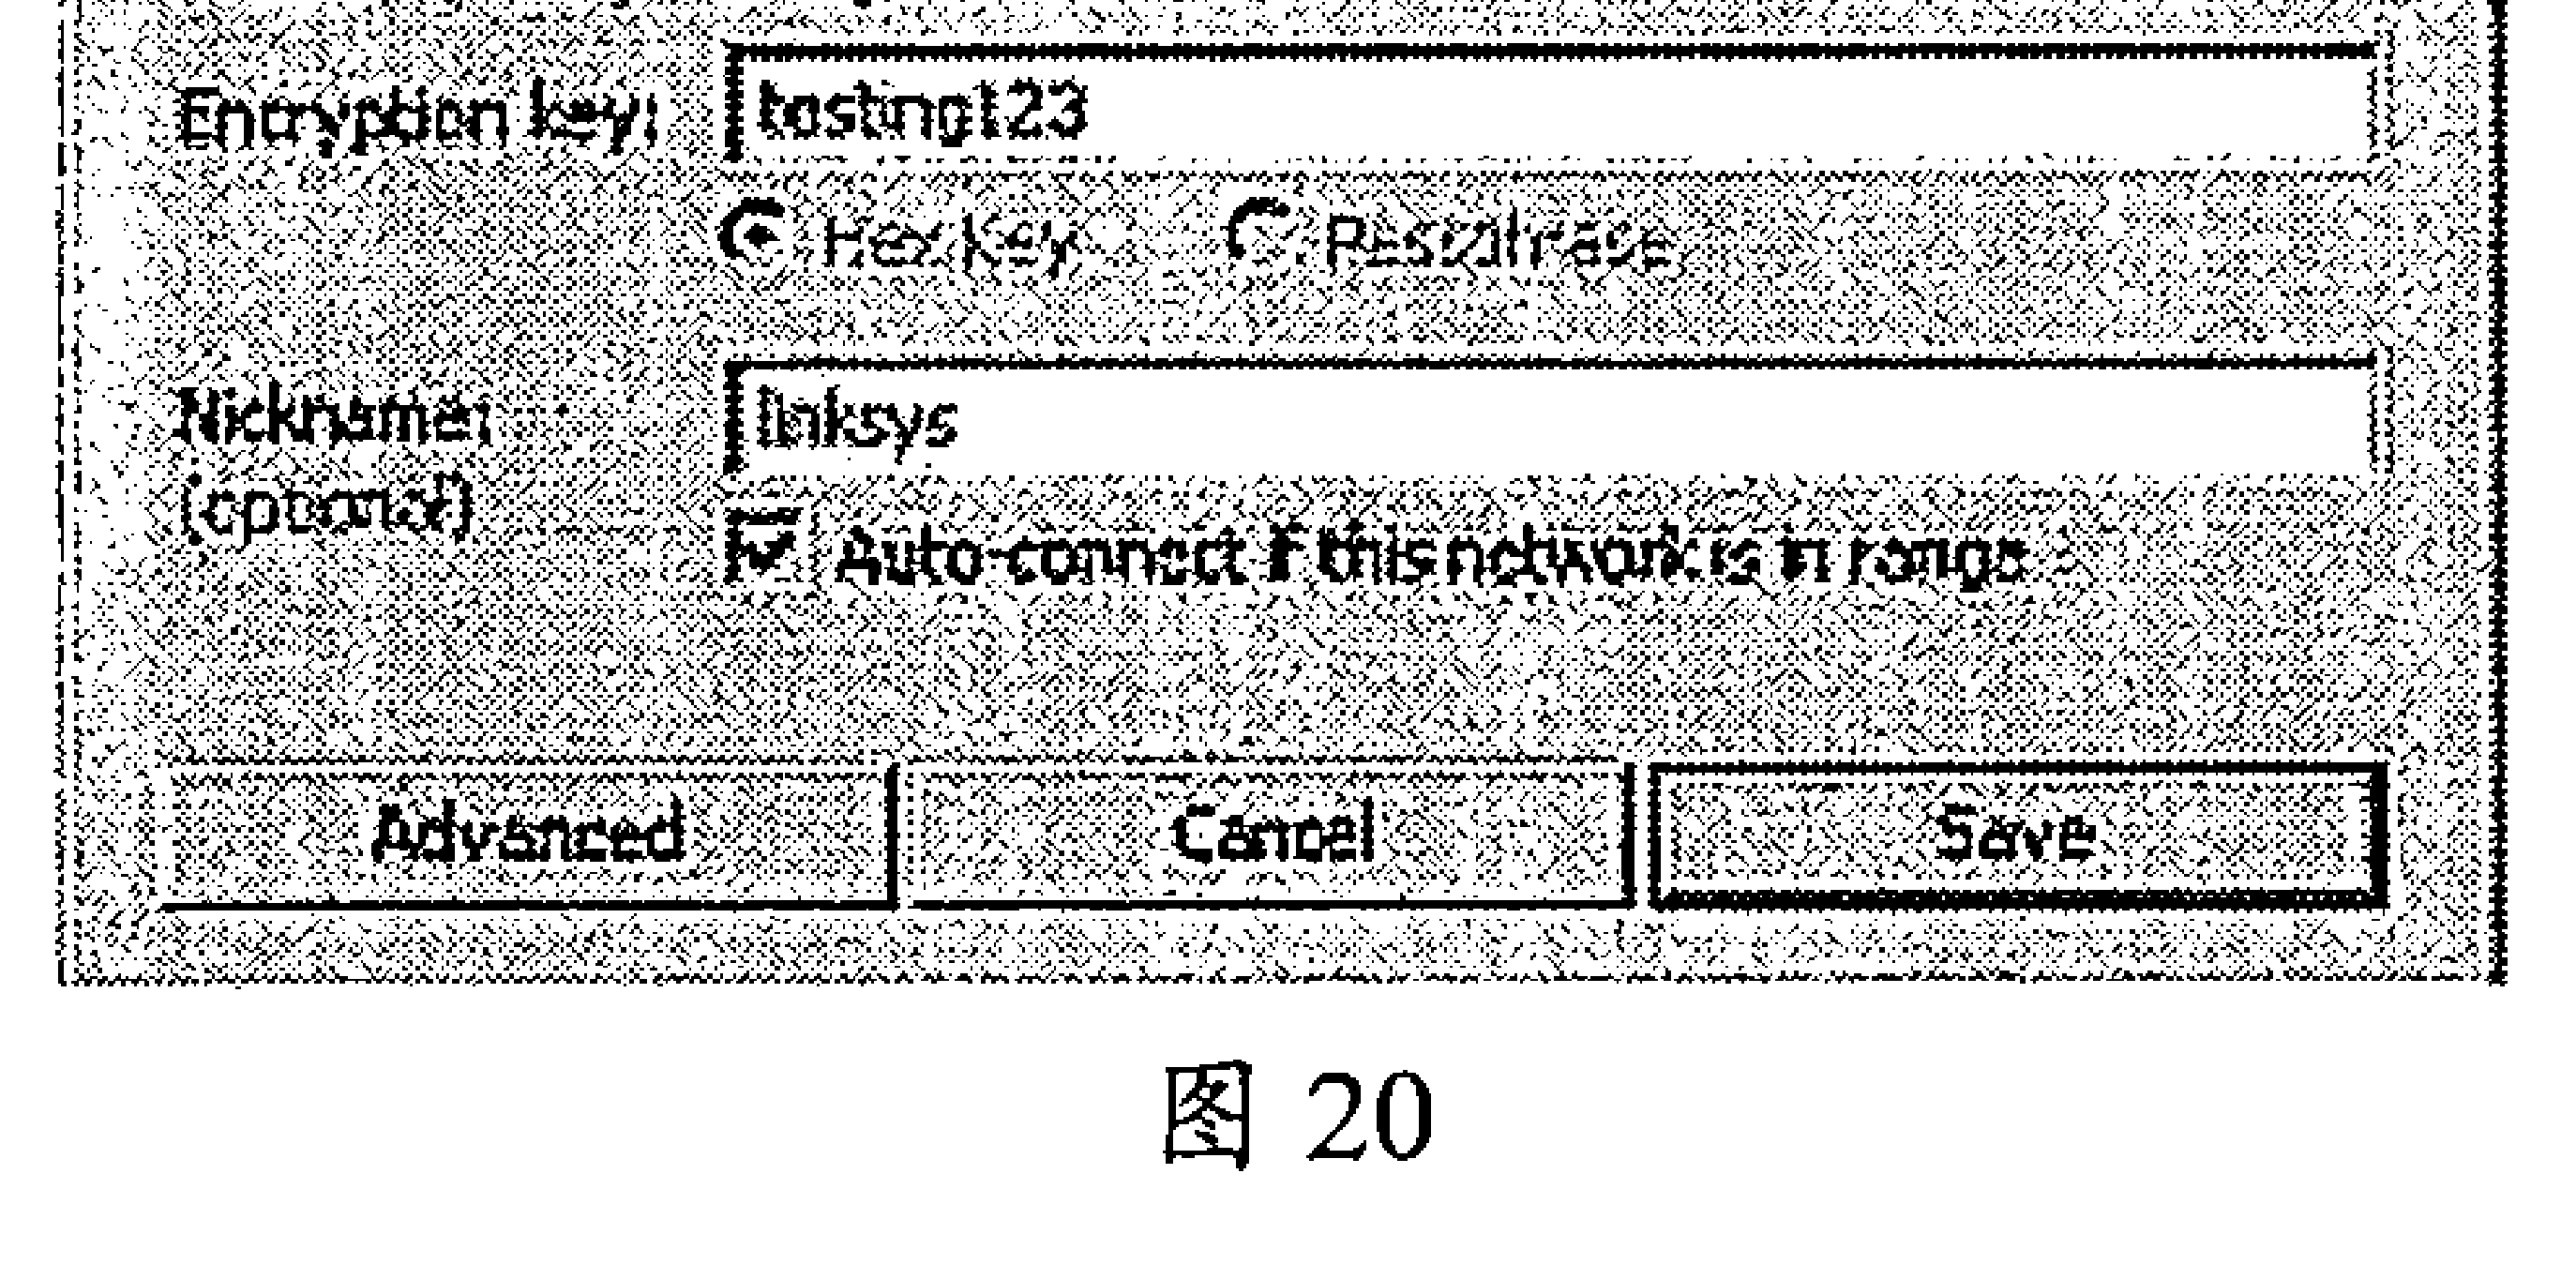 Encryption key: testing123
Hex Key Passphrase
Nickname: linksys
(optional)
Auto-connect if this network is in range
Advanced Cancel Save
图 20